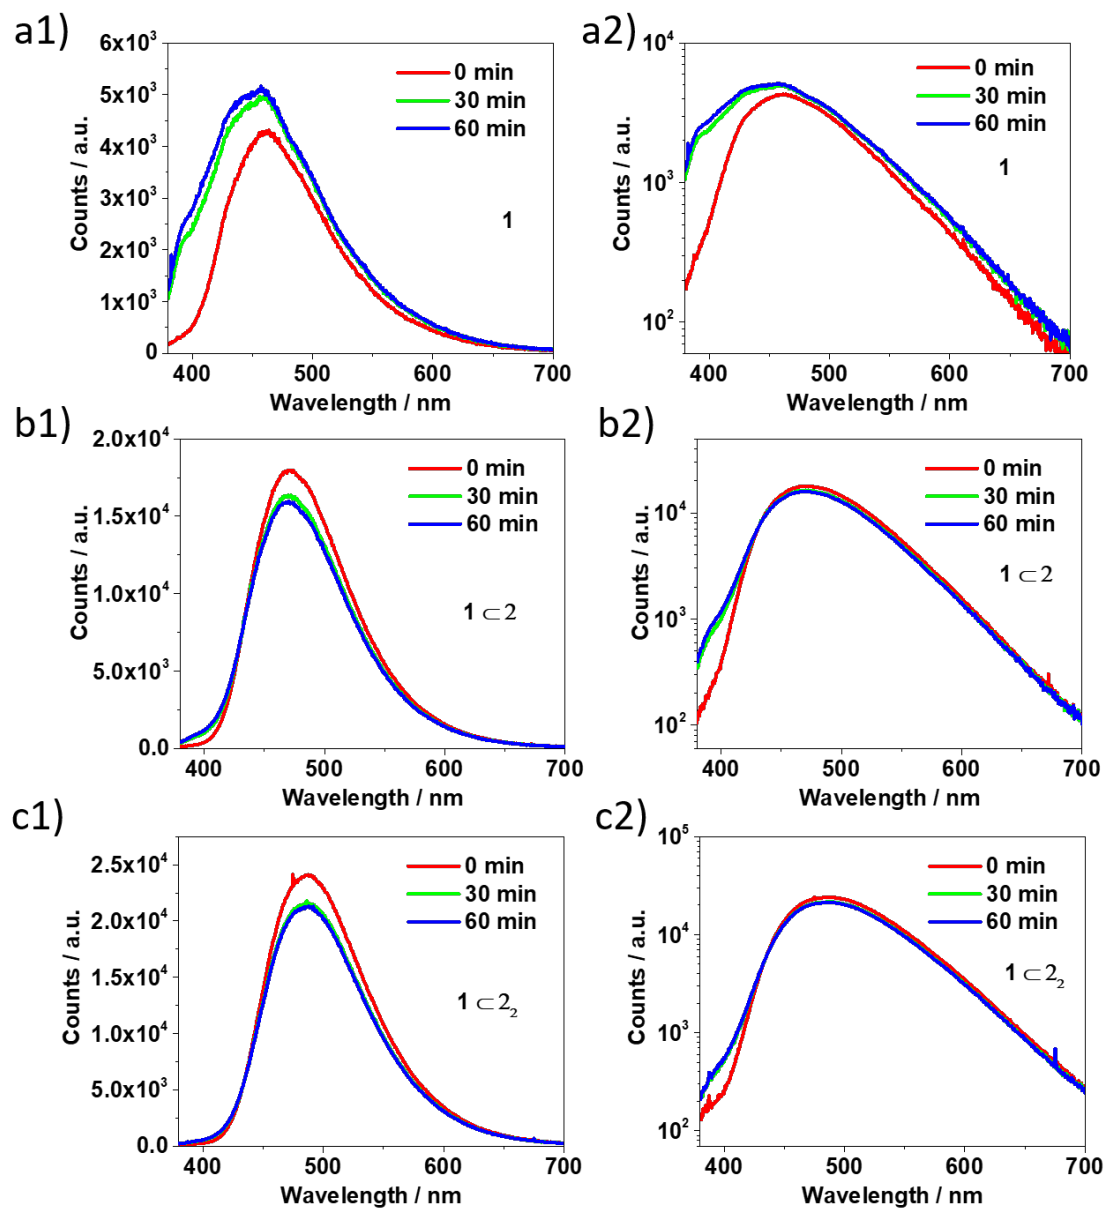 a1)
6x10³
5x10³
4x10³
3x10³
2x10³
1x10³
0
Counts / a.u.
0 min
30 min
60 min
1
400 500 600 700
Wavelength / nm
a2)
10⁴
10³
10²
Counts / a.u.
0 min
30 min
60 min
1
400 500 600 700
Wavelength / nm
b1)
2.0x10⁴
1.5x10⁴
1.0x10⁴
5.0x10³
0.0
Counts / a.u.
0 min
30 min
60 min
1 ⊂ 2
400 500 600 700
Wavelength / nm
b2)
10⁴
10³
10²
Counts / a.u.
0 min
30 min
60 min
1 ⊂ 2
400 500 600 700
Wavelength / nm
c1)
2.5x10⁴
2.0x10⁴
1.5x10⁴
1.0x10⁴
5.0x10³
0.0
Counts / a.u.
0 min
30 min
60 min
1 ⊂ 2₂
400 500 600 700
Wavelength / nm
c2)
10⁵
10⁴
10³
10²
Counts / a.u.
0 min
30 min
60 min
1 ⊂ 2₂
400 500 600 700
Wavelength / nm